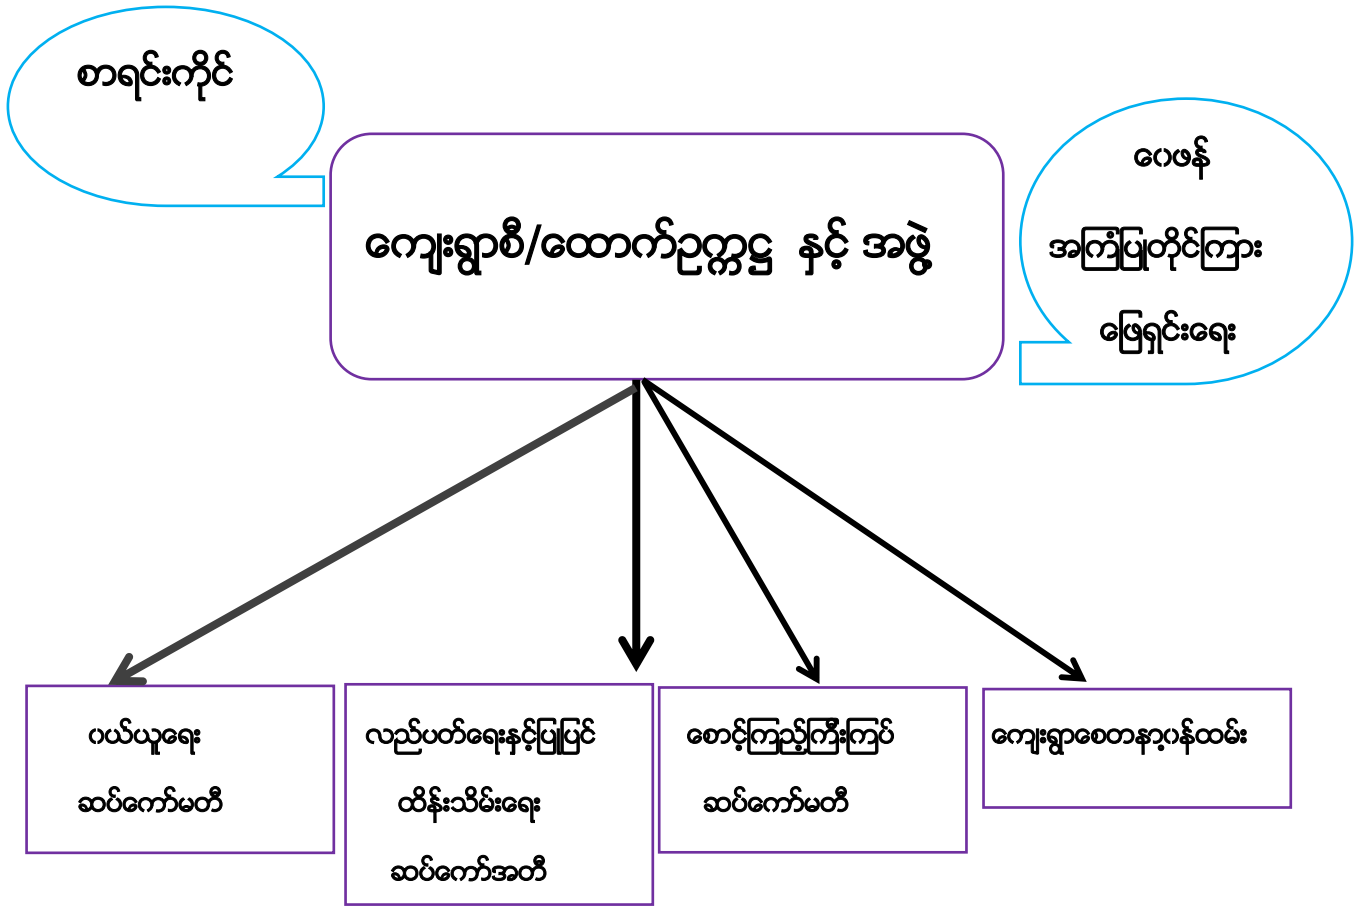 စာရင်းကိုင်
ဝေဖန်
အကြံပြုတိုင်ကြား
ဖြေရှင်းရေး
ကျေးရွာစီ/ထောက်ဥက္ကဋ္ဌ နှင့် အဖွဲ့
ဝယ်ယူရေး
ဆပ်ကော်မတီ
လည်ပတ်ရေးနှင့်ပြုပြင်
ထိန်းသိမ်းရေး
ဆပ်ကော်အတီ
စောင့်ကြည့်ကြီးကြပ်
ဆပ်ကော်မတီ
ကျေးရွာစေတနာ့ဝန်ထမ်း